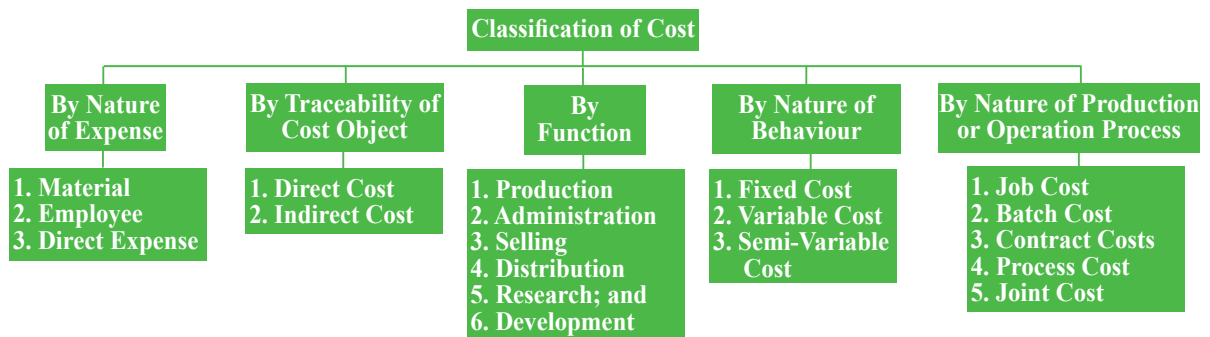 Classification of Cost
By Nature
of Expense
1. Material
2. Employee
3. Direct Expense
By Traceability of
Cost Object
1. Direct Cost
2. Indirect Cost
By
Function
1. Production
2. Administration
3. Selling
4. Distribution
5. Research; and
6. Development
By Nature of
Behaviour
1. Fixed Cost
2. Variable Cost
3. Semi-Variable
Cost
By Nature of Production
or Operation Process
1. Job Cost
2. Batch Cost
3. Contract Costs
4. Process Cost
5. Joint Cost